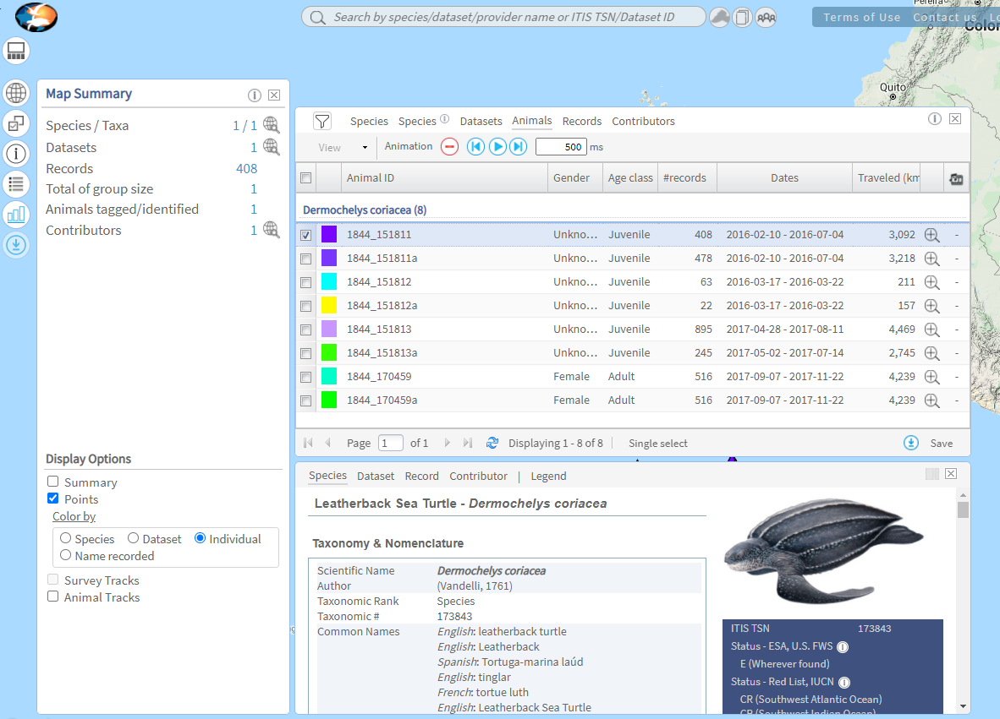 Search by species/dataset/provider name or ITIS TSN/Dataset ID
Terms of Use Contact us
Pereira
Quito
Map Summary
Species / Taxa 1 / 1
Datasets 1
Records 408
Total of group size 1
Animals tagged/identified 1
Contributors 1
Display Options
Summary
Points
Color by
Species Dataset Individual
Name recorded
Survey Tracks
Animal Tracks
Species Species Datasets Animals Records Contributors
View Animation 500 ms
Animal ID Gender Age class #records Dates Traveled (km
Dermochelys coriacea (8)
1844_151811 Unkno... Juvenile 408 2016-02-10 - 2016-07-04 3,092 -
1844_151811a Unkno... Juvenile 478 2016-02-10 - 2016-07-04 3,218 -
1844_151812 Unkno... Juvenile 63 2016-03-17 - 2016-03-22 211 -
1844_151812a Unkno... Juvenile 22 2016-03-17 - 2016-03-22 157 -
1844_151813 Unkno... Juvenile 895 2017-04-28 - 2017-08-11 4,469 -
1844_151813a Unkno... Juvenile 245 2017-05-02 - 2017-07-14 2,745 -
1844_170459 Female Adult 516 2017-09-07 - 2017-11-22 4,239 -
1844_170459a Female Adult 516 2017-09-07 - 2017-11-22 4,239 -
Page 1 of 1 Displaying 1 - 8 of 8 Single select Save
Species Dataset Record Contributor | Legend
Leatherback Sea Turtle - Dermochelys coriacea
Taxonomy & Nomenclature
Scientific Name Dermochelys coriacea
Author (Vandelli, 1761)
Taxonomic Rank Species
Taxonomic # 173843
Common Names English: leatherback turtle
English: Leatherback
Spanish: Tortuga-marina laúd
English: tinglar
French: tortue luth
English: Leatherback Sea Turtle
ITIS TSN 173843
Status - ESA, U.S. FWS
E (Wherever found)
Status - Red List, IUCN
CR (Southwest Atlantic Ocean)
CR (Southwest Indian Ocean)